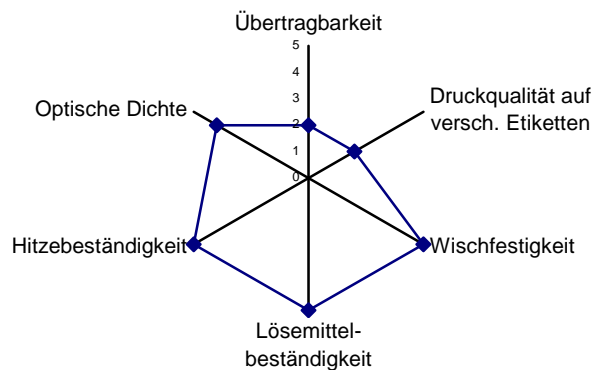 Übertragbarkeit
5
4
3
2
1
0
Optische Dichte
Druckqualität auf
versch. Etiketten
Hitzebeständigkeit
Wischfestigkeit
Lösemittel-
beständigkeit